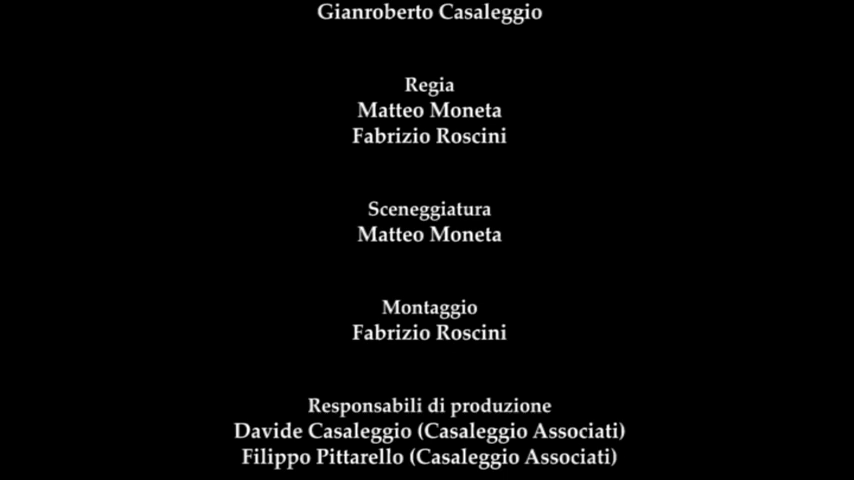 Gianroberto Casaleggio
Regia
Matteo Moneta
Fabrizio Roscini
Sceneggiatura
Matteo Moneta
Montaggio
Fabrizio Roscini
Responsabili di produzione
Davide Casaleggio (Casaleggio Associati)
Filippo Pittarello (Casaleggio Associati)